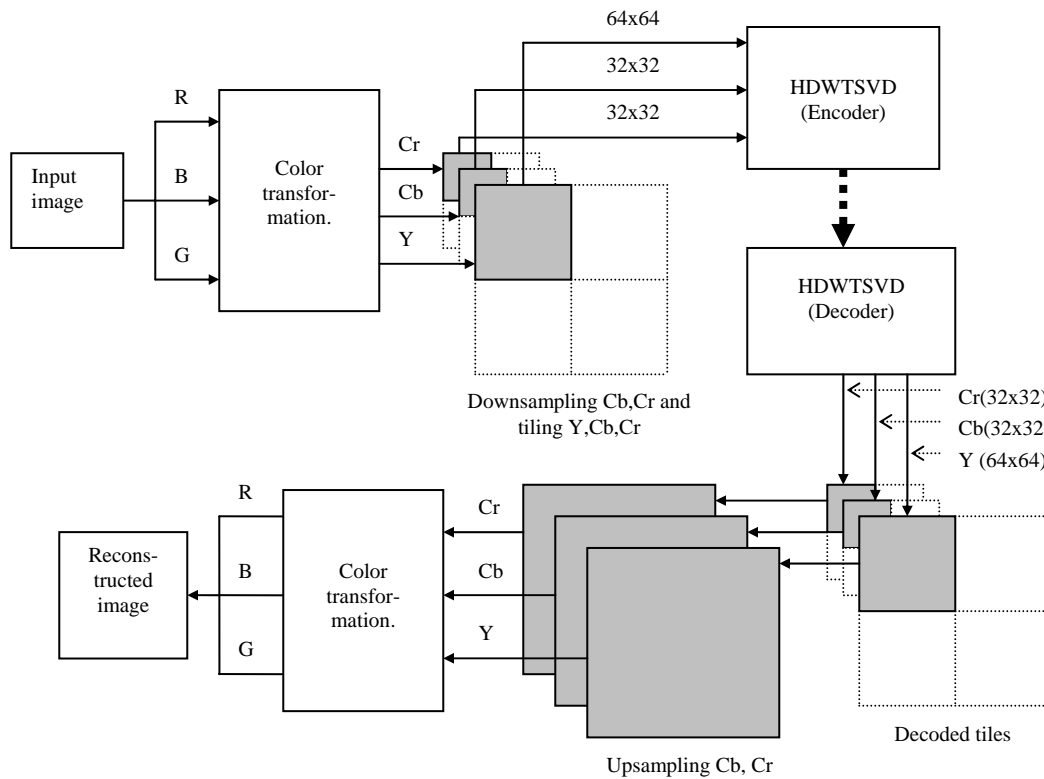 64x64
32x32
32x32
HDWTSVD
(Encoder)
R
B
G
Input
image
Color
transfor-
mation.
Cr
Cb
Y
HDWTSVD
(Decoder)
Downsampling Cb,Cr and
tiling Y,Cb,Cr
Cr(32x32)
Cb(32x32
Y (64x64)
R
B
G
Recons-
tructed
image
Color
transfor-
mation.
Cr
Cb
Y
Decoded tiles
Upsampling Cb, Cr